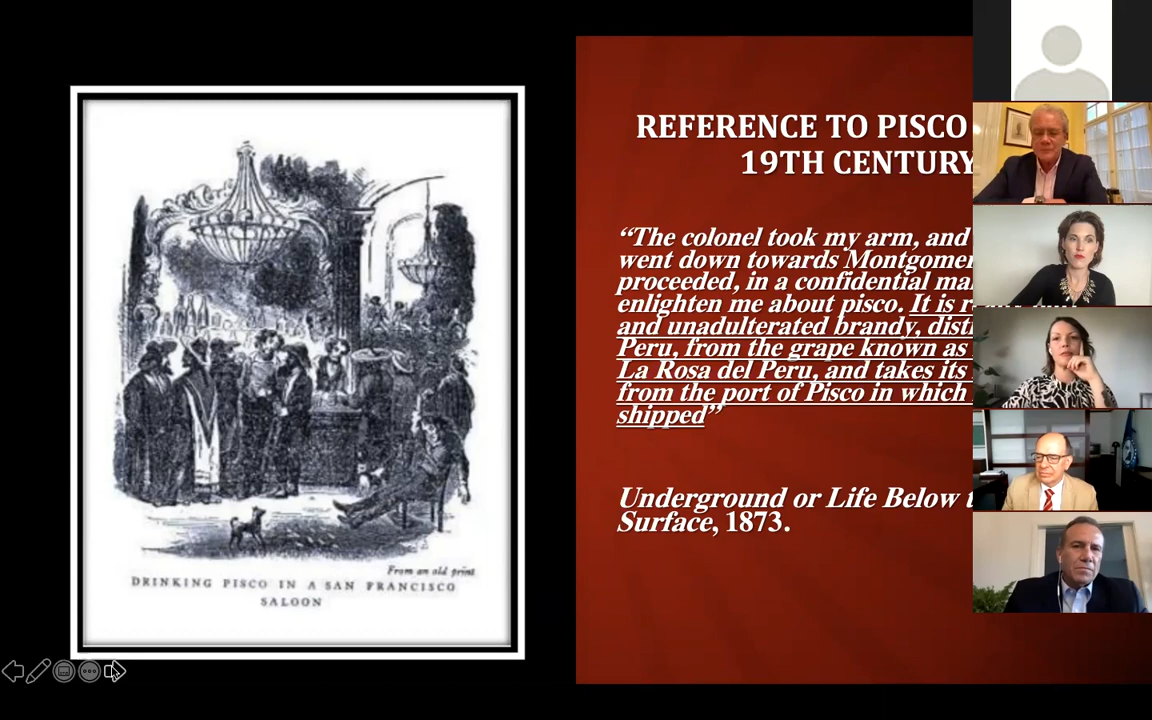 From an old print
DRINKING PISCO IN A SAN FRANCISCO
SALOON
REFERENCE TO PISCO
19TH CENTURY
“The colonel took my arm, and
went down towards Montgomer
proceeded, in a confidential ma
enlighten me about pisco. It is
and unadulterated brandy, dist
Peru, from the grape known as
La Rosa del Peru, and takes its
from the port of Pisco in which
shipped”
Underground or Life Below
Surface, 1873.